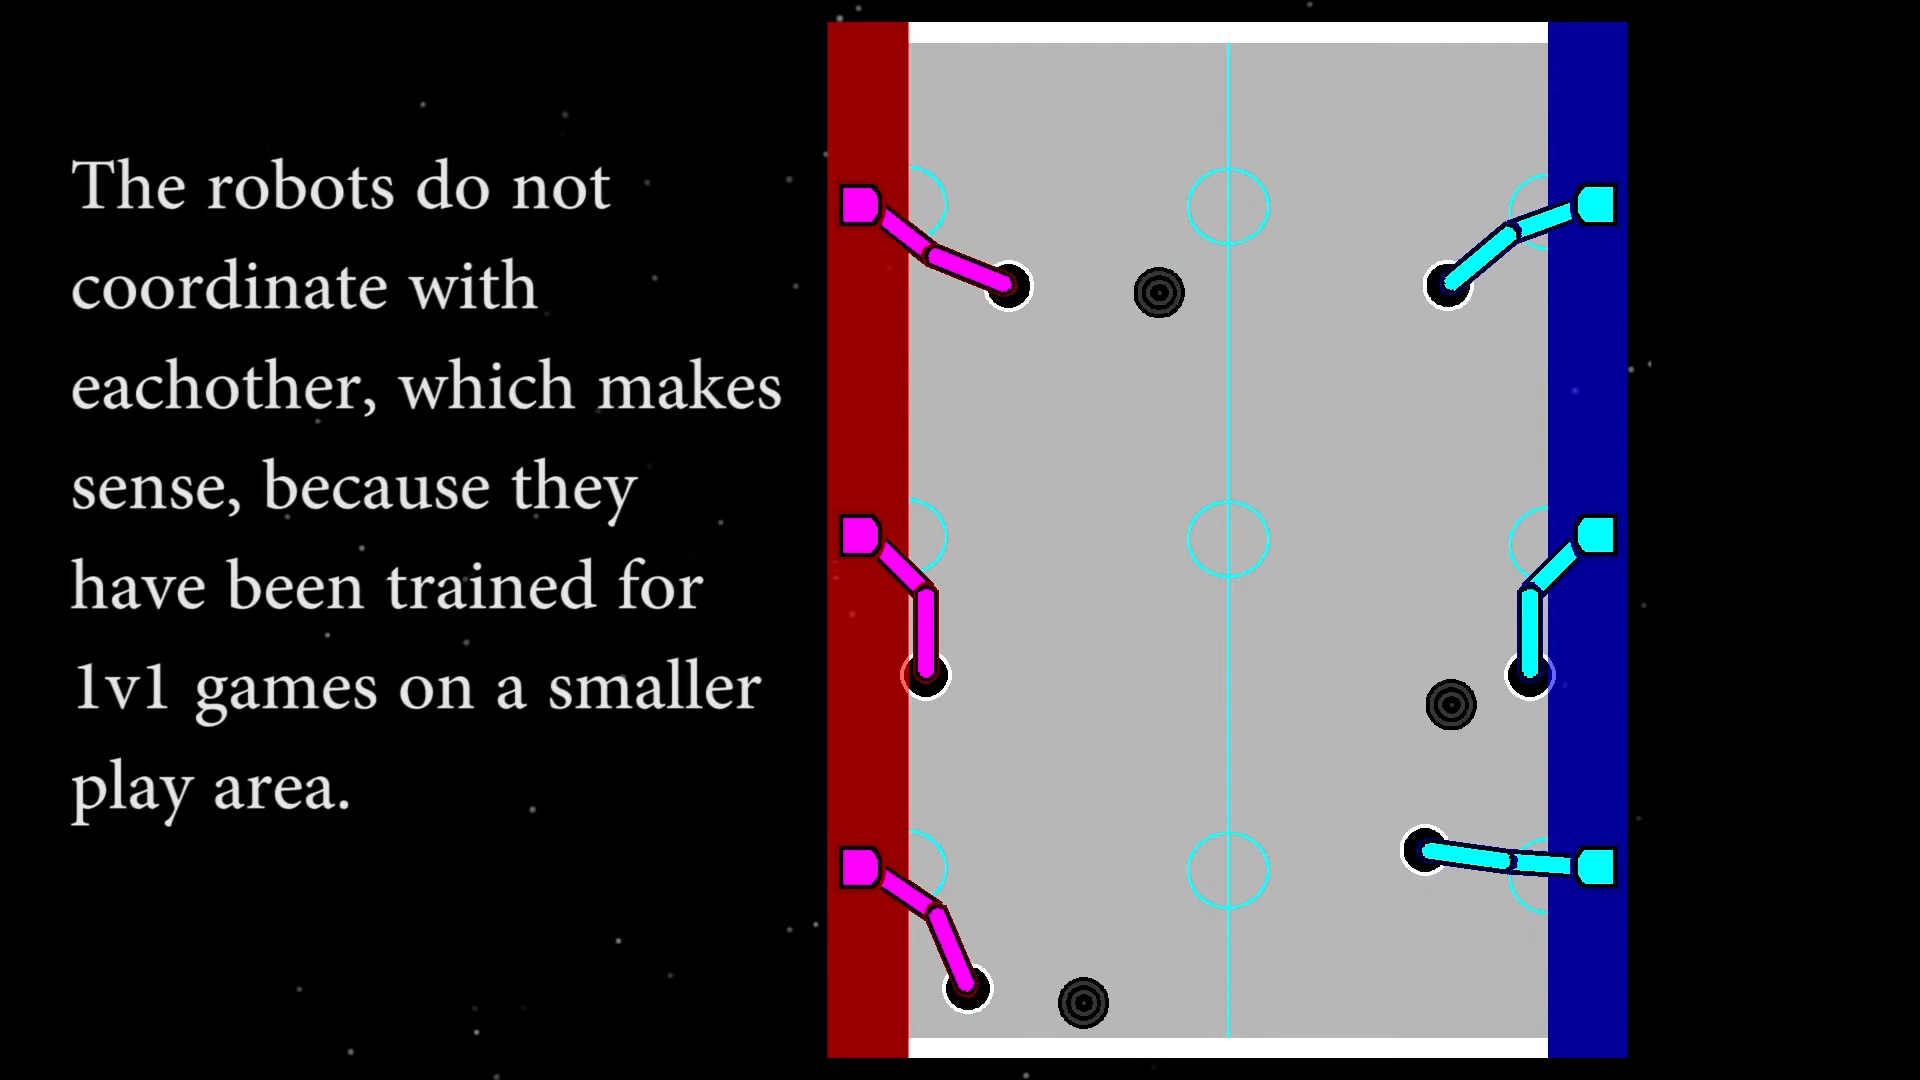 The robots do not
coordinate with
eachother, which makes
sense, because they
have been trained for
1v1 games on a smaller
play area.